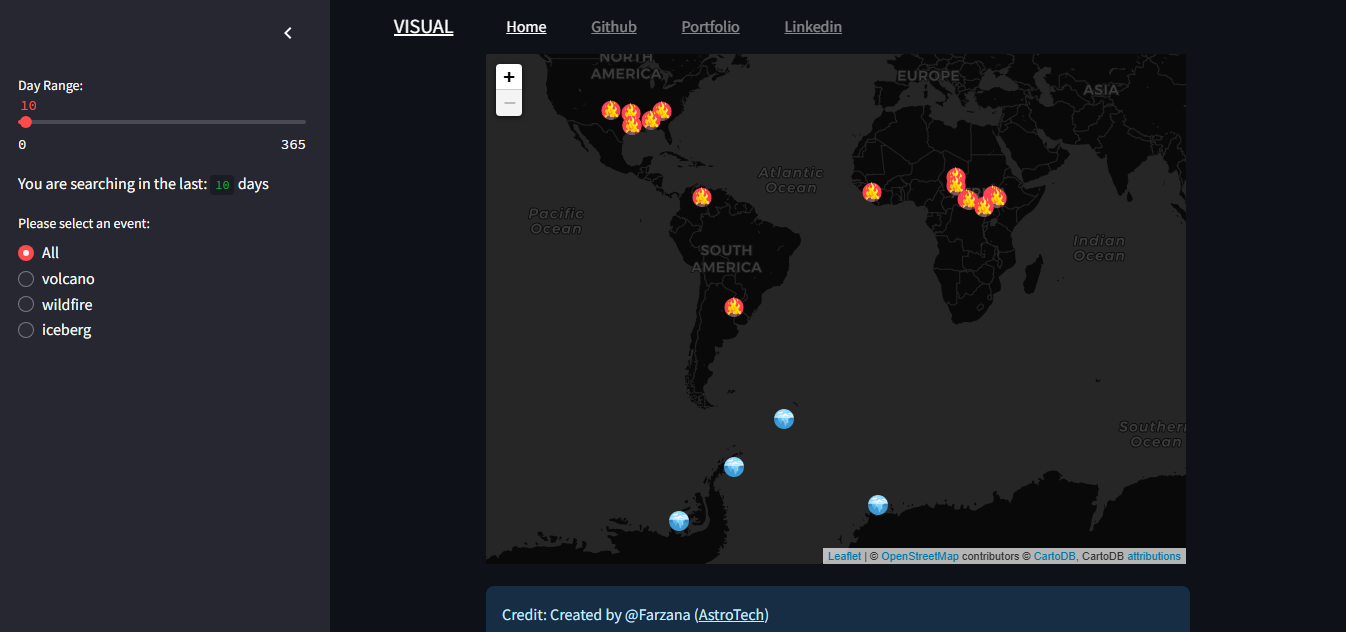 VISUAL Home Github Portfolio Linkedin
Day Range:
10
0 365
You are searching in the last: 10 days
Please select an event:
All
volcano
wildfire
iceberg
+
−
NORTH
AMERICA
EUROPE
ASIA
Atlantic
Ocean
Pacific
Ocean
SOUTH
AMERICA
Indian
Ocean
Southern
Ocean
Leaflet | © OpenStreetMap contributors © CartoDB, CartoDB attributions
Credit: Created by @Farzana (AstroTech)